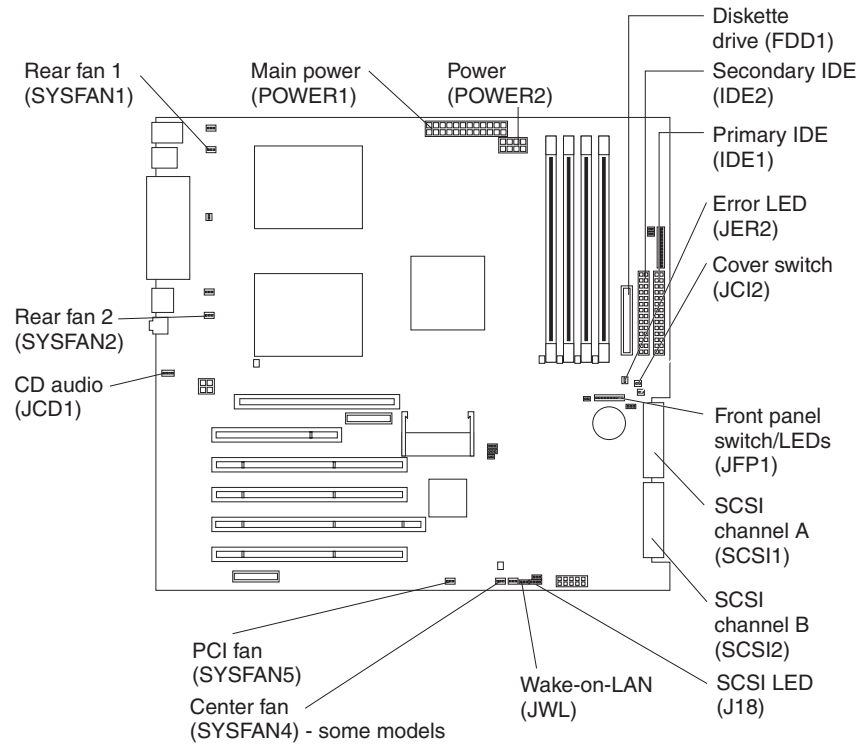 Diskette
drive (FDD1)
Rear fan 1
(SYSFAN1)
Main power
(POWER1)
Power
(POWER2)
Secondary IDE
(IDE2)
Primary IDE
(IDE1)
Error LED
(JER2)
Cover switch
(JCI2)
Rear fan 2
(SYSFAN2)
CD audio
(JCD1)
Front panel
switch/LEDs
(JFP1)
SCSI
channel A
(SCSI1)
SCSI
channel B
(SCSI2)
PCI fan
(SYSFAN5)
Center fan
(SYSFAN4) - some models
Wake-on-LAN
(JWL)
SCSI LED
(J18)